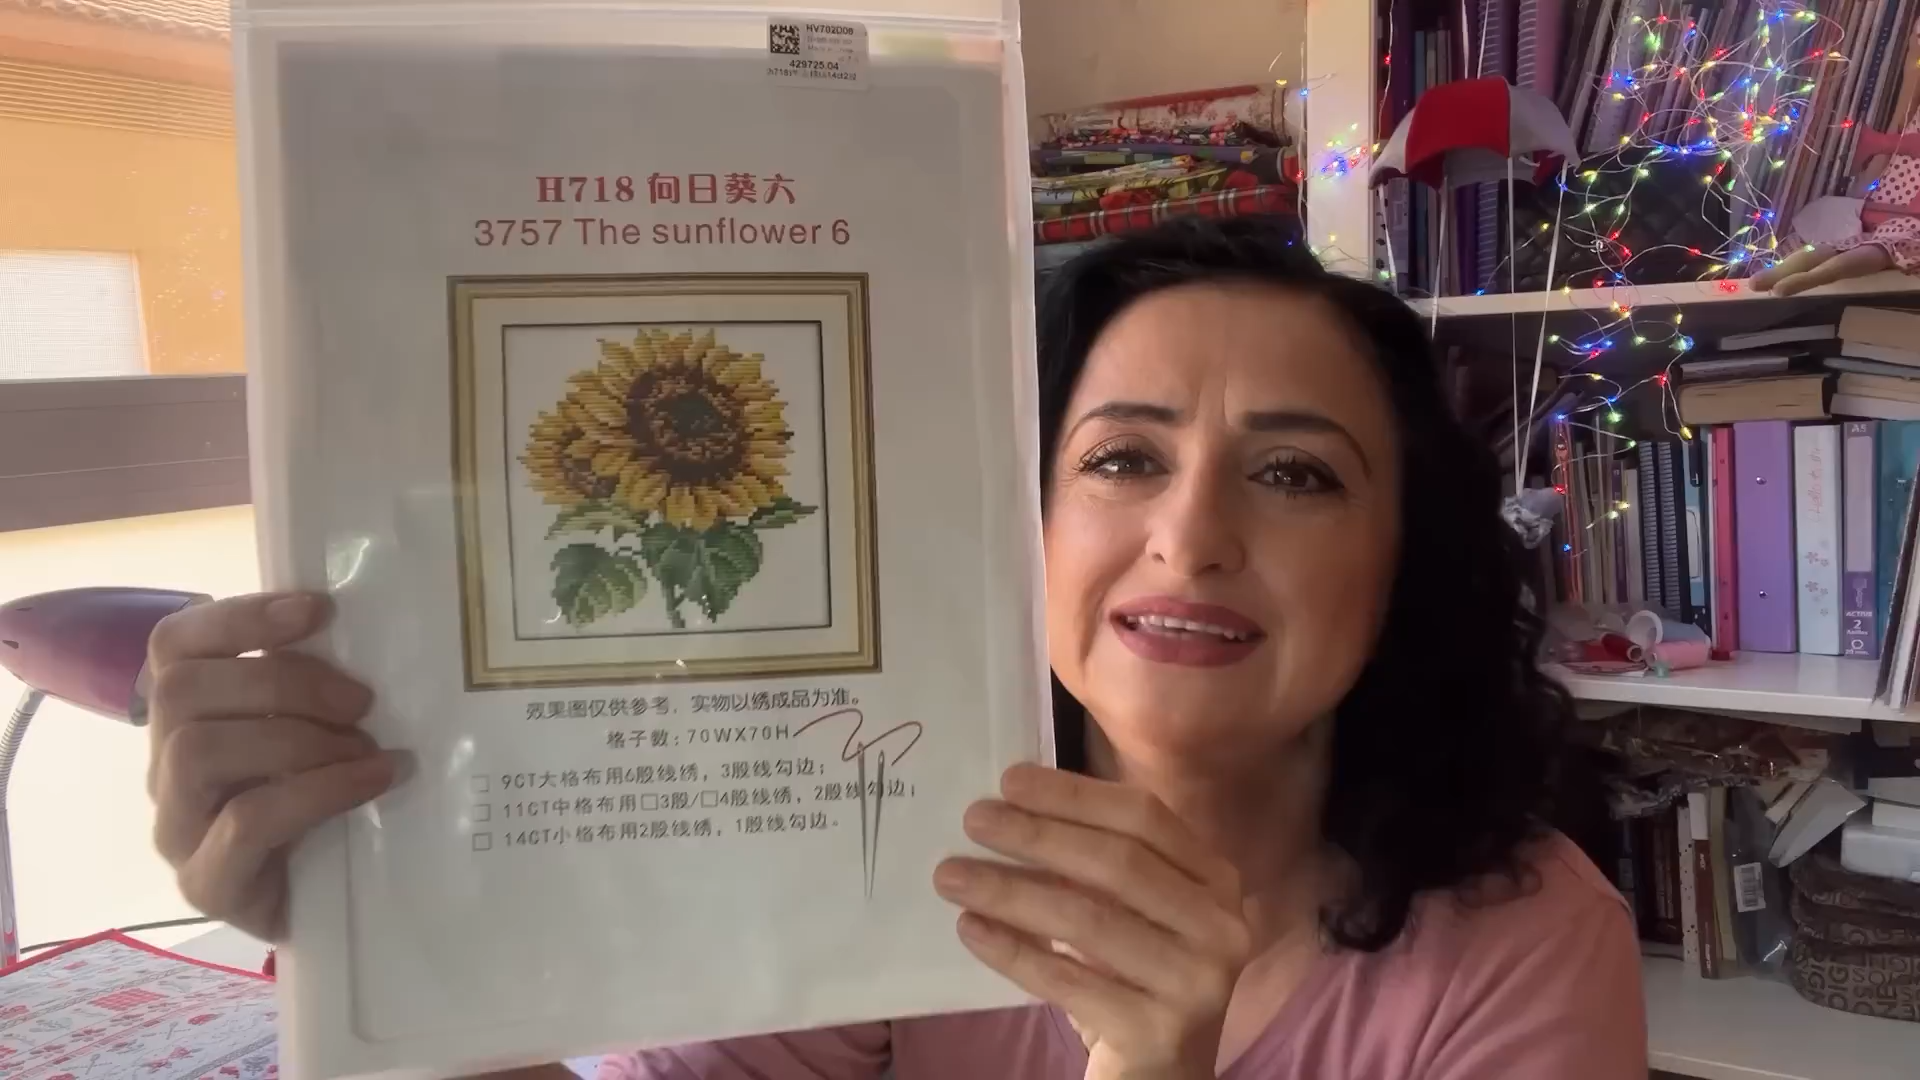 HV702D08
429725.04
H718 向日葵六
3757 The sunflower 6
效果图仅供参考，实物以绣成品为准。
格子数：70WX70H
□ 9CT大格布用6股线绣，3股线勾边；
□ 11CT中格布用□3股/□4股线绣，2股线勾边；
□ 14CT小格布用2股线绣，1股线勾边。
A5
2